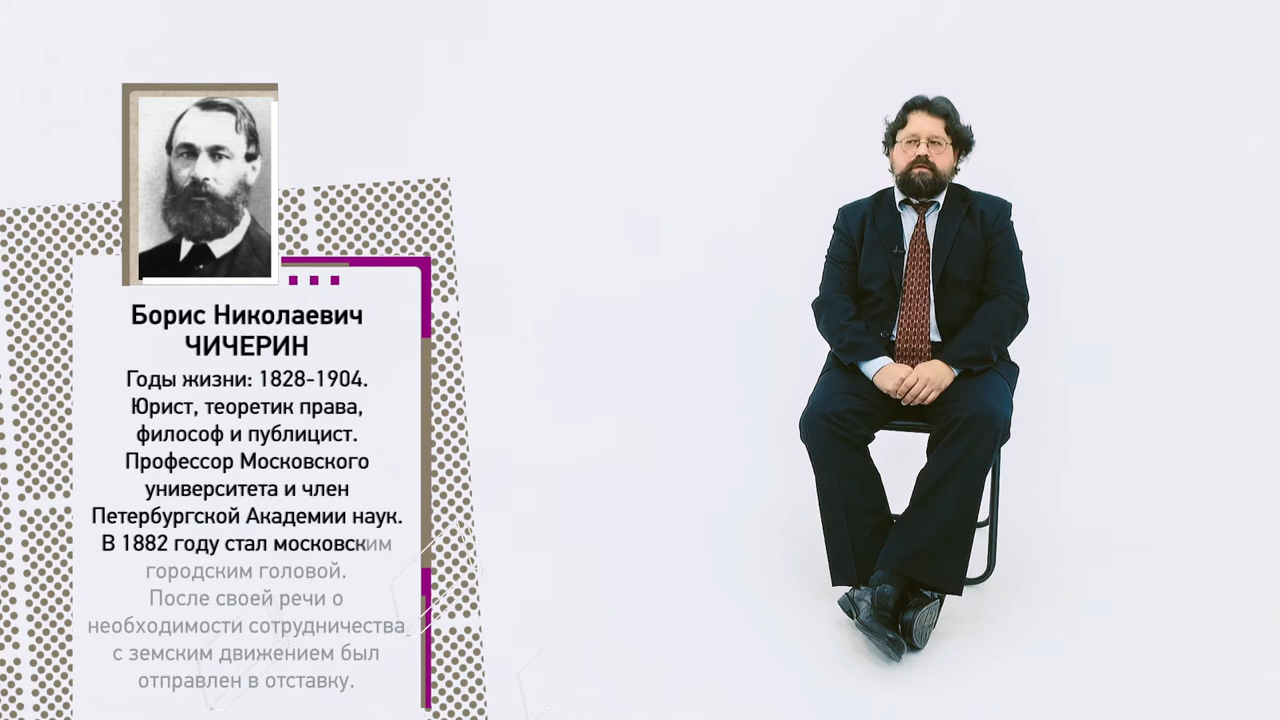 Борис Николаевич
ЧИЧЕРИН
Годы жизни: 1828-1904.
Юрист, теоретик права,
философ и публицист.
Профессор Московского
университета и член
Петербургской Академии наук.
В 1882 году стал московским
городским головой.
После своей речи о
необходимости сотрудничества
с земским движением был
отправлен в отставку.